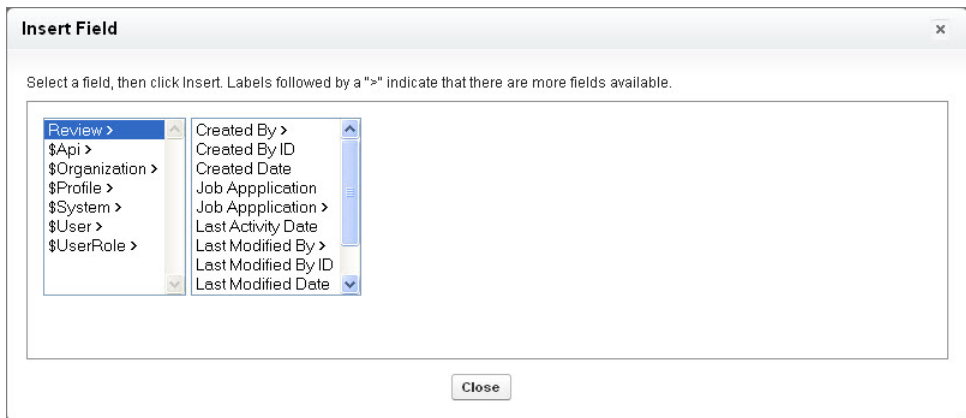 Insert Field
x
Select a field, then click Insert. Labels followed by a ">" indicate that there are more fields available.
Review >
$Api >
$Organization >
$Profile >
$System >
$User >
$UserRole >
Created By >
Created By ID
Created Date
Job Appplication
Job Appplication >
Last Activity Date
Last Modified By >
Last Modified By ID
Last Modified Date
Close